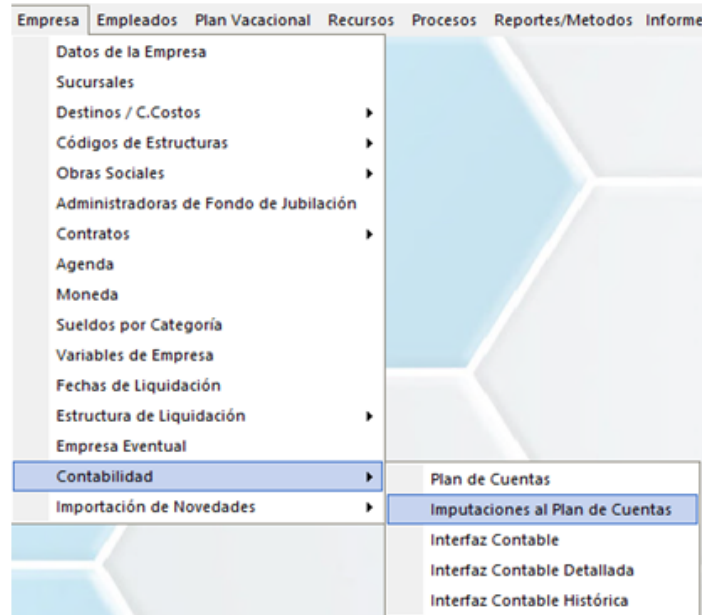 Empresa Empleados Plan Vacacional Recursos Procesos Reportes/Metodos Informe
Datos de la Empresa
Sucursales
Destinos / C.Costos
Códigos de Estructuras
Obras Sociales
Administradoras de Fondo de Jubilación
Contratos
Agenda
Moneda
Sueldos por Categoría
Variables de Empresa
Fechas de Liquidación
Estructura de Liquidación
Empresa Eventual
Contabilidad
Importación de Novedades
Plan de Cuentas
Imputaciones al Plan de Cuentas
Interfaz Contable
Interfaz Contable Detallada
Interfaz Contable Histórica